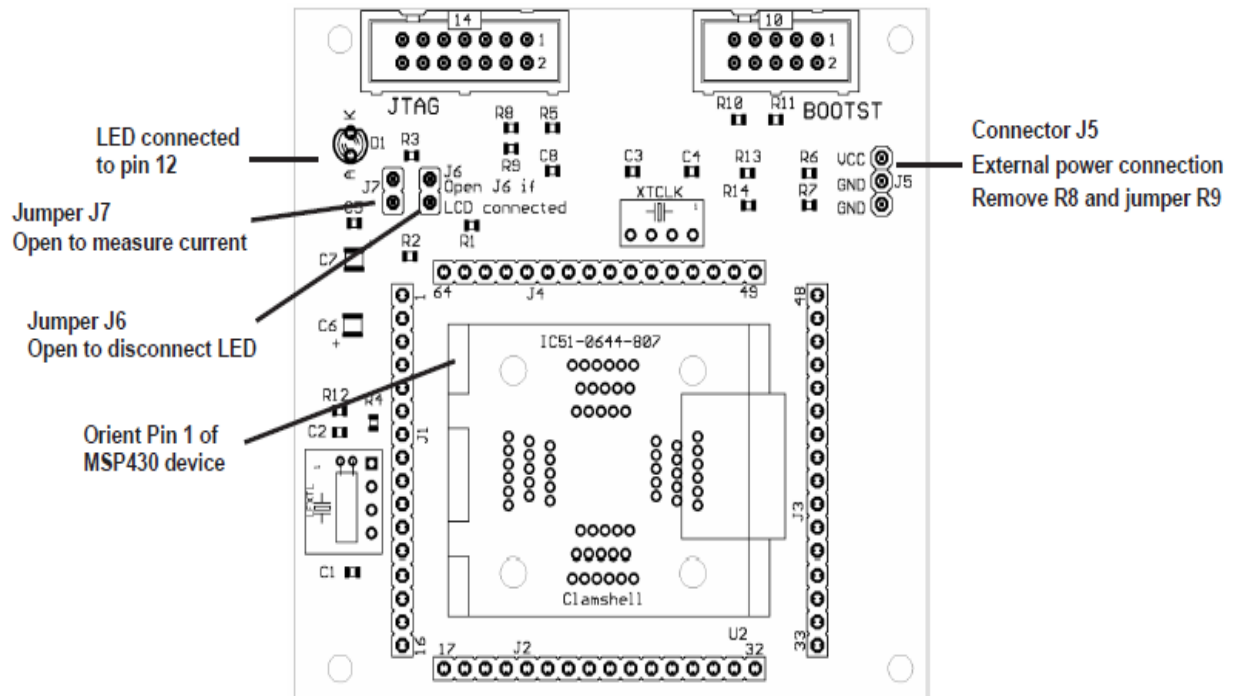 14
1
2
JTAG
10
1
2
BOOTST
LED connected
to pin 12
K
D1
A
R3
R8
R5
R9
C8
R10
R11
C3
C4
R13
R6
R14
R7
VCC
GND
GND
J5
Connector J5
External power connection
Remove R8 and jumper R9
J7
J6
Open J6 if
LCD connected
R1
XTCLK
1
Jumper J7
Open to measure current
C5
C7
R2
Jumper J6
Open to disconnect LED
C6
+
64
J4
49
1
48
IC51-0644-807
Orient Pin 1 of
MSP430 device
R12
R4
C2
J1
LFXTL
C1
J3
Clamshell
U2
16
17
J2
32
33